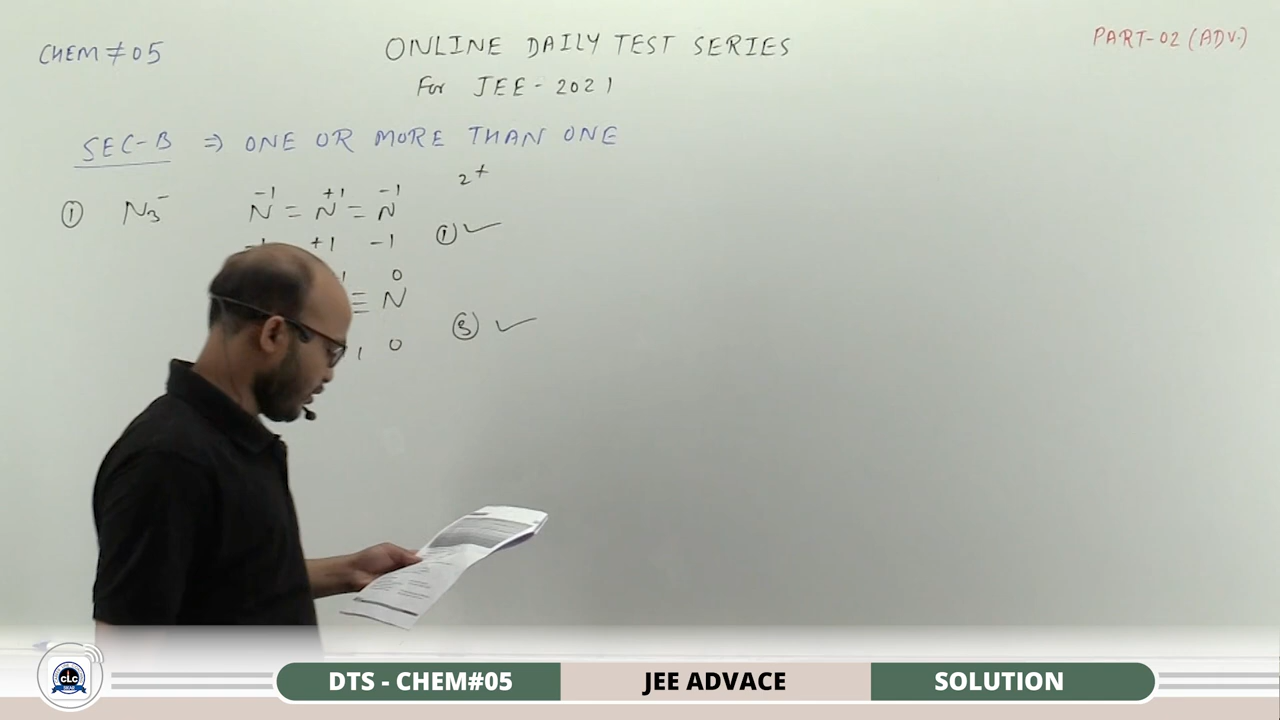 CHEM # 05
ONLINE DAILY TEST SERIES
PART-02 (ADV.)
For JEE - 2021
SEC-B ⇒ ONE OR MORE THAN ONE
① N₃⁻
-1 +1 -1
N = N = N
2+
+1 -1 ① ✓
0
≡ N
③ ✓
0
CLC
DTS - CHEM#05
JEE ADVACE
SOLUTION